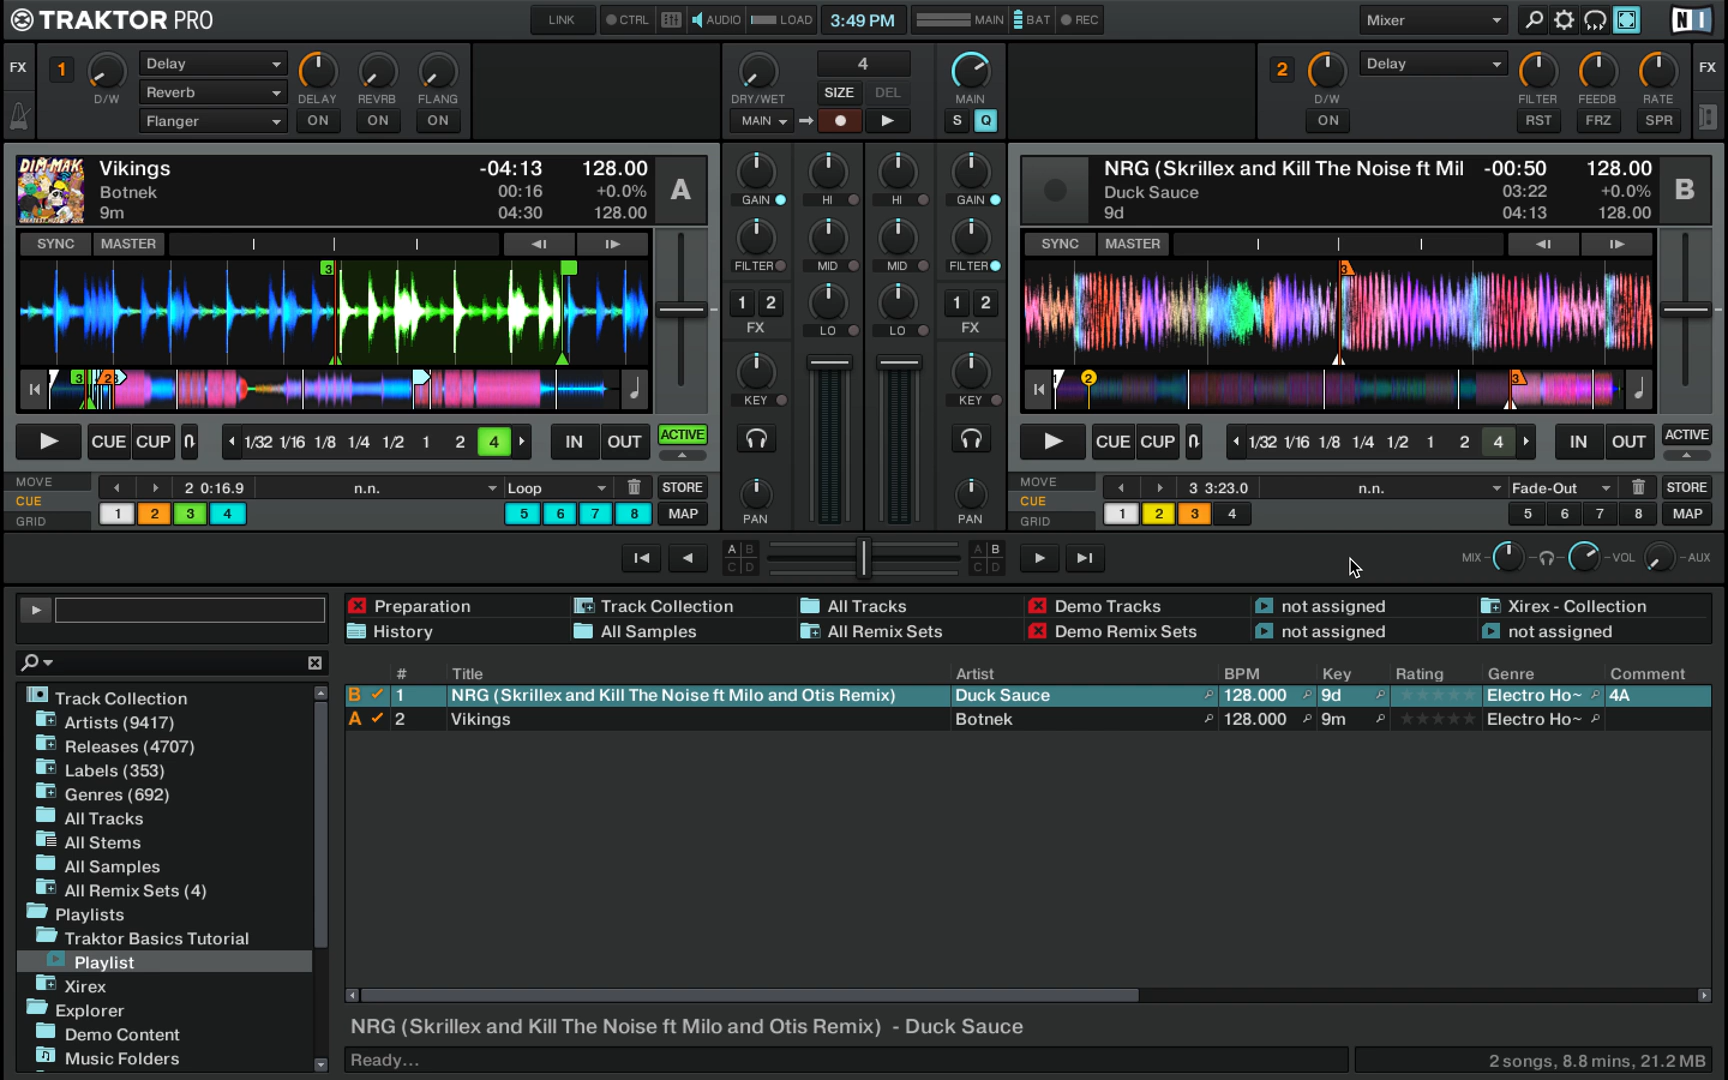 TRAKTOR PRO
LINK CTRL AUDIO LOAD 3:49 PM MAIN BAT REC Mixer NI
FX 1 D/W Delay Reverb Flanger DELAY REVRB FLANG ON ON ON
DRY/WET 4 SIZE DEL MAIN MAIN S Q
2 D/W ON Delay FILTER FEEDB RATE RST FRZ SPR FX
DIM-MAK
Vikings -04:13 128.00 A
Botnek 00:16 +0.0%
9m 04:30 128.00
SYNC MASTER
3
3 2 3
CUE CUP 1/32 1/16 1/8 1/4 1/2 1 2 4 IN OUT ACTIVE
MOVE
CUE
GRID
2 0:16.9 n.n. Loop STORE
1 2 3 4 5 6 7 8 MAP
GAIN HI HI GAIN
FILTER MID MID FILTER
1 2 LO LO 1 2
FX FX
KEY KEY
PAN PAN
NRG (Skrillex and Kill The Noise ft Mil -00:50 128.00 B
Duck Sauce 03:22 +0.0%
9d 04:13 128.00
SYNC MASTER
3
1 2 3
CUE CUP 1/32 1/16 1/8 1/4 1/2 1 2 4 IN OUT ACTIVE
MOVE
CUE
GRID
3 3:23.0 n.n. Fade-Out STORE
1 2 3 4 5 6 7 8 MAP
A B A B
C D C D
MIX VOL AUX
Preparation Track Collection All Tracks Demo Tracks not assigned Xirex - Collection
History All Samples All Remix Sets Demo Remix Sets not assigned not assigned
# Title Artist BPM Key Rating Genre Comment
B 1 NRG (Skrillex and Kill The Noise ft Milo and Otis Remix) Duck Sauce 128.000 9d Electro Ho~ 4A
A 2 Vikings Botnek 128.000 9m Electro Ho~
Track Collection
Artists (9417)
Releases (4707)
Labels (353)
Genres (692)
All Tracks
All Stems
All Samples
All Remix Sets (4)
Playlists
Traktor Basics Tutorial
Playlist
Xirex
Explorer
Demo Content
Music Folders
NRG (Skrillex and Kill The Noise ft Milo and Otis Remix) - Duck Sauce
Ready...
2 songs, 8.8 mins, 21.2 MB